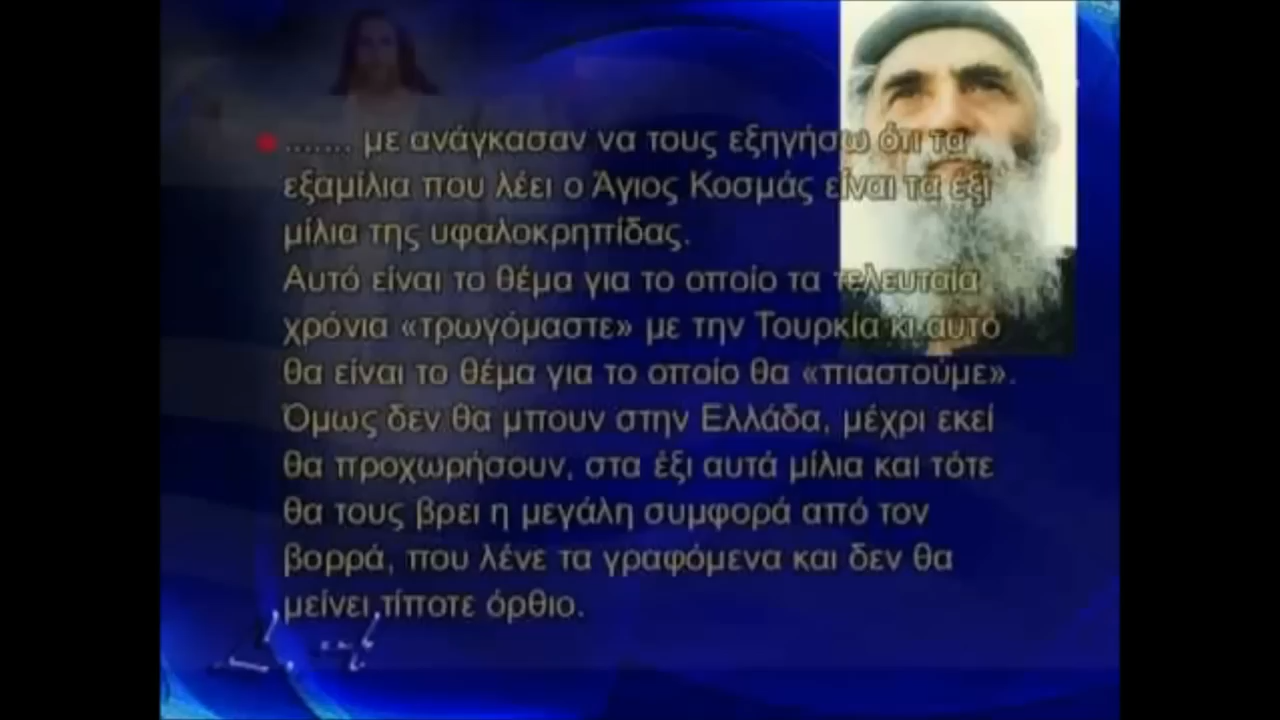 ....... με ανάγκασαν να τους εξηγήσω ότι τα
εξαμίλια που λέει ο Άγιος Κοσμάς είναι τα έξι
μίλια της υφαλοκρηπίδας.
Αυτό είναι το θέμα για το οποίο τα τελευταία
χρόνια «τρωγόμαστε» με την Τουρκία κι αυτό
θα είναι το θέμα για το οποίο θα «πιαστούμε».
Όμως δεν θα μπουν στην Ελλάδα, μέχρι εκεί
θα προχωρήσουν, στα έξι αυτά μίλια και τότε
θα τους βρει η μεγάλη συμφορά από τον
βορρά, που λένε τα γραφόμενα και δεν θα
μείνει τίποτε όρθιο.